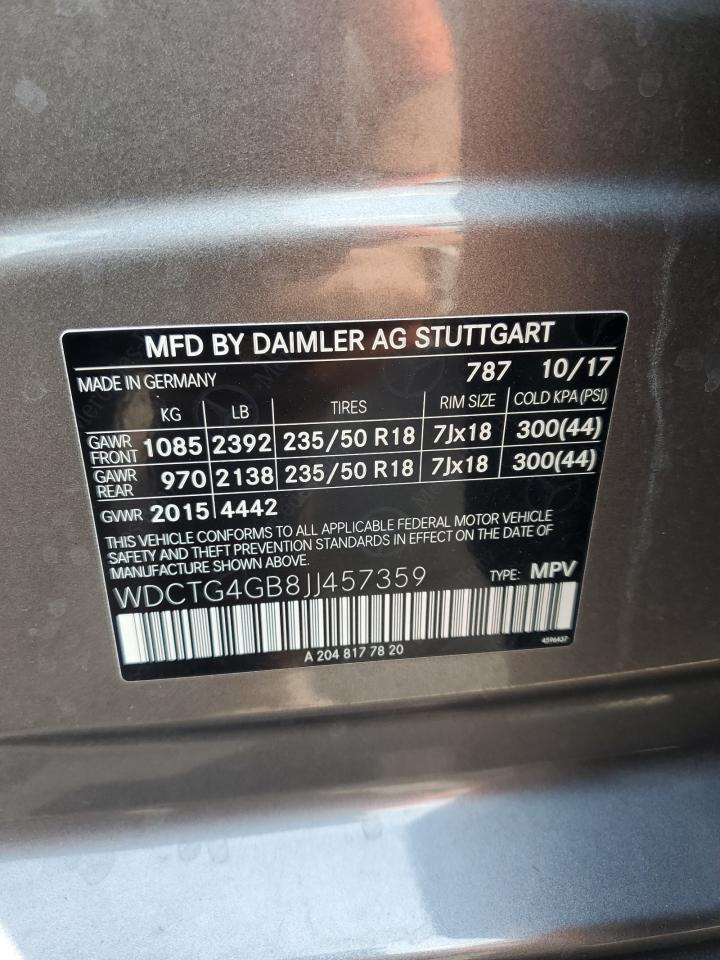 MFD BY DAIMLER AG STUTTGART
MADE IN GERMANY 787 10/17
KG LB TIRES RIM SIZE COLD KPA (PSI)
GAWR FRONT 1085 2392 235/50 R18 7Jx18 300(44)
GAWR REAR 970 2138 235/50 R18 7Jx18 300(44)
GVWR 2015 4442
THIS VEHICLE CONFORMS TO ALL APPLICABLE FEDERAL MOTOR VEHICLE
SAFETY AND THEFT PREVENTION STANDARDS IN EFFECT ON THE DATE OF
MANUFACTURE SHOWN ABOVE.
WDCTG4GB8JJ457359 TYPE: MPV
A 204 817 78 20 4596437